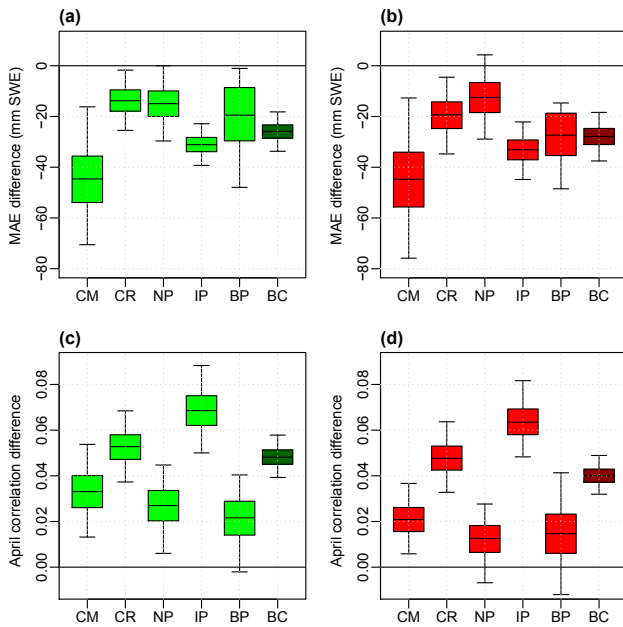 (a)
MAE difference (mm SWE)
0
−20
−40
−60
−80
CM CR NP IP BP BC
(b)
MAE difference (mm SWE)
0
−20
−40
−60
−80
CM CR NP IP BP BC
(c)
April correlation difference
0.08
0.06
0.04
0.02
0.00
CM CR NP IP BP BC
(d)
April correlation difference
0.08
0.06
0.04
0.02
0.00
CM CR NP IP BP BC